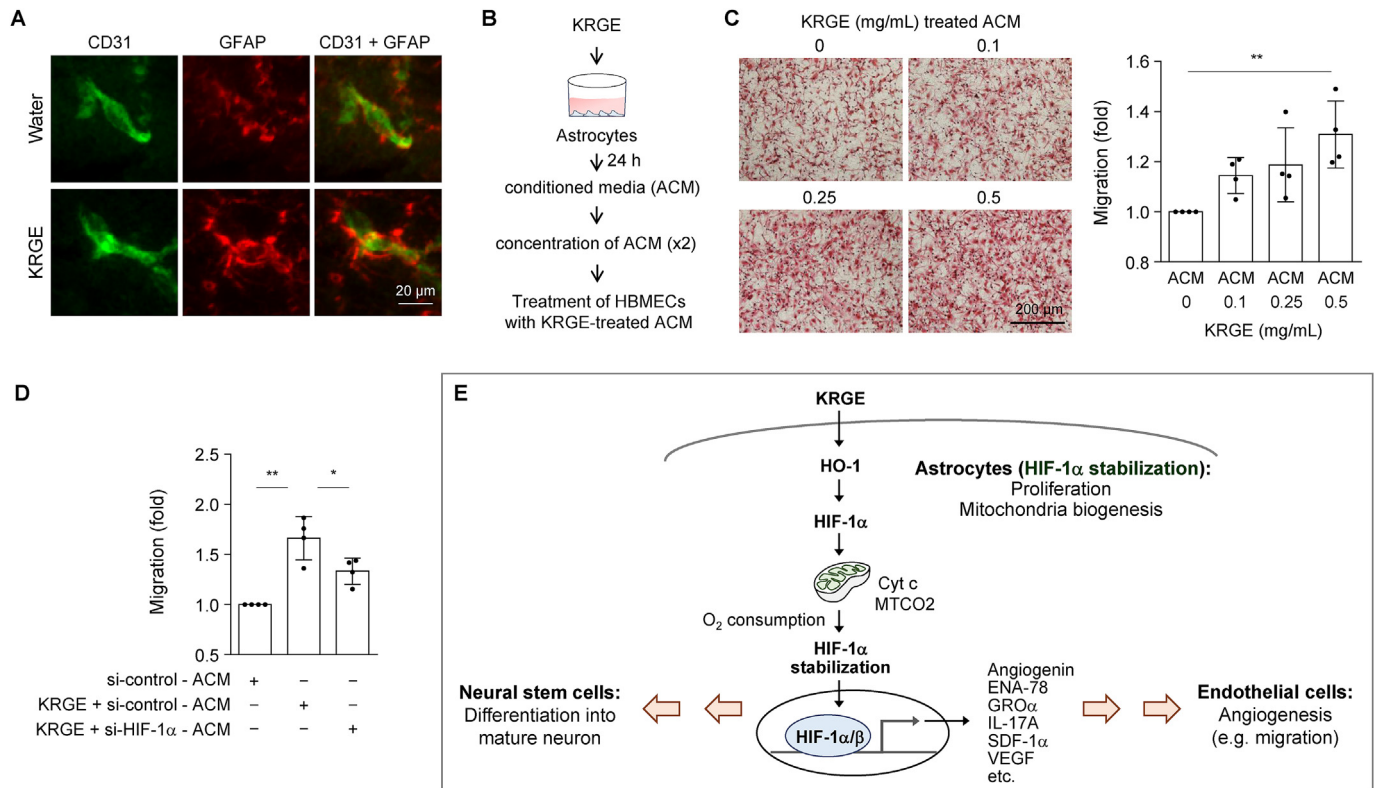 A
CD31
GFAP
CD31 + GFAP
Water
KRGE
20 µm
B
KRGE
Astrocytes
24 h
conditioned media (ACM)
concentration of ACM (x2)
Treatment of HBMECs
with KRGE-treated ACM
C
KRGE (mg/mL) treated ACM
0
0.1
0.25
0.5
200 µm
Migration (fold)
1.6
1.4
1.2
1.0
0.8
**
ACM ACM ACM ACM
0 0.1 0.25 0.5
KRGE (mg/mL)
D
Migration (fold)
2.5
2.0
1.5
1.0
0.5
** *
si-control - ACM + – –
KRGE + si-control - ACM – + –
KRGE + si-HIF-1α - ACM – – +
E
KRGE
HO-1
HIF-1α
Astrocytes (HIF-1α stabilization):
Proliferation
Mitochondria biogenesis
Cyt c
MTCO2
O2 consumption
HIF-1α
stabilization
HIF-1α/β
Neural stem cells:
Differentiation into
mature neuron
Angiogenin
ENA-78
GROα
IL-17A
SDF-1α
VEGF
etc.
Endothelial cells:
Angiogenesis
(e.g. migration)